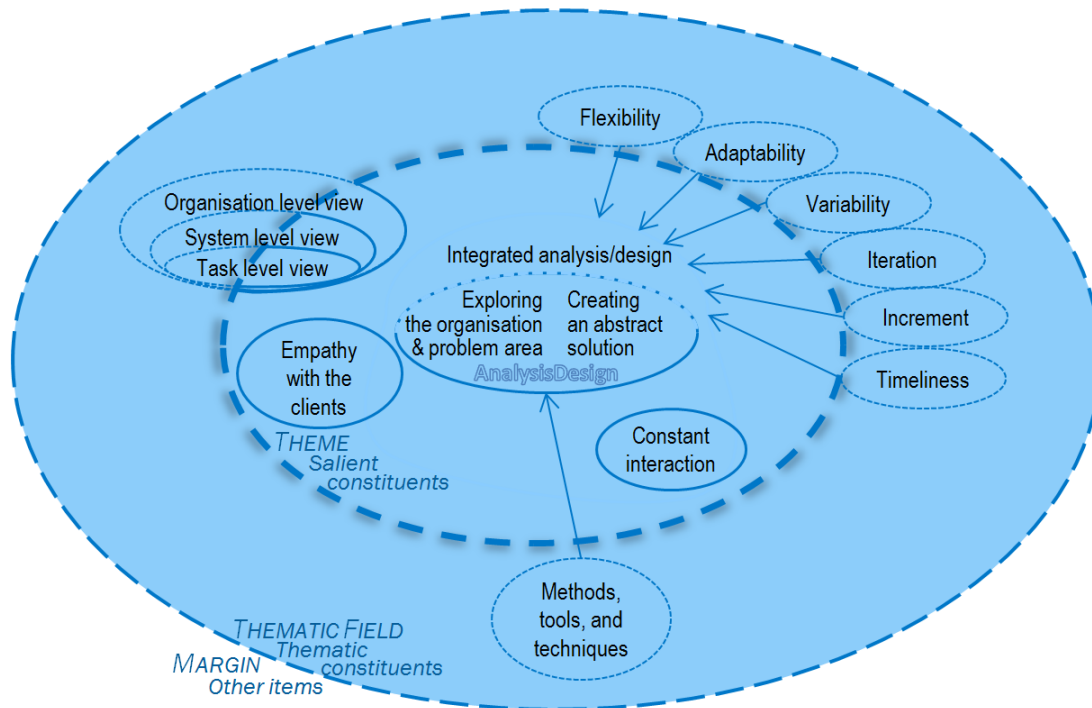 Flexibility
Adaptability
Variability
Iteration
Increment
Timeliness
Organisation level view
System level view
Task level view
Integrated analysis/design
Exploring
the organisation
& problem area
Creating
an abstract
solution
AnalysisDesign
Empathy
with the
clients
Constant
interaction
THEME
Salient
constituents
Methods,
tools, and
techniques
THEMATIC FIELD
Thematic
constituents
MARGIN
Other items